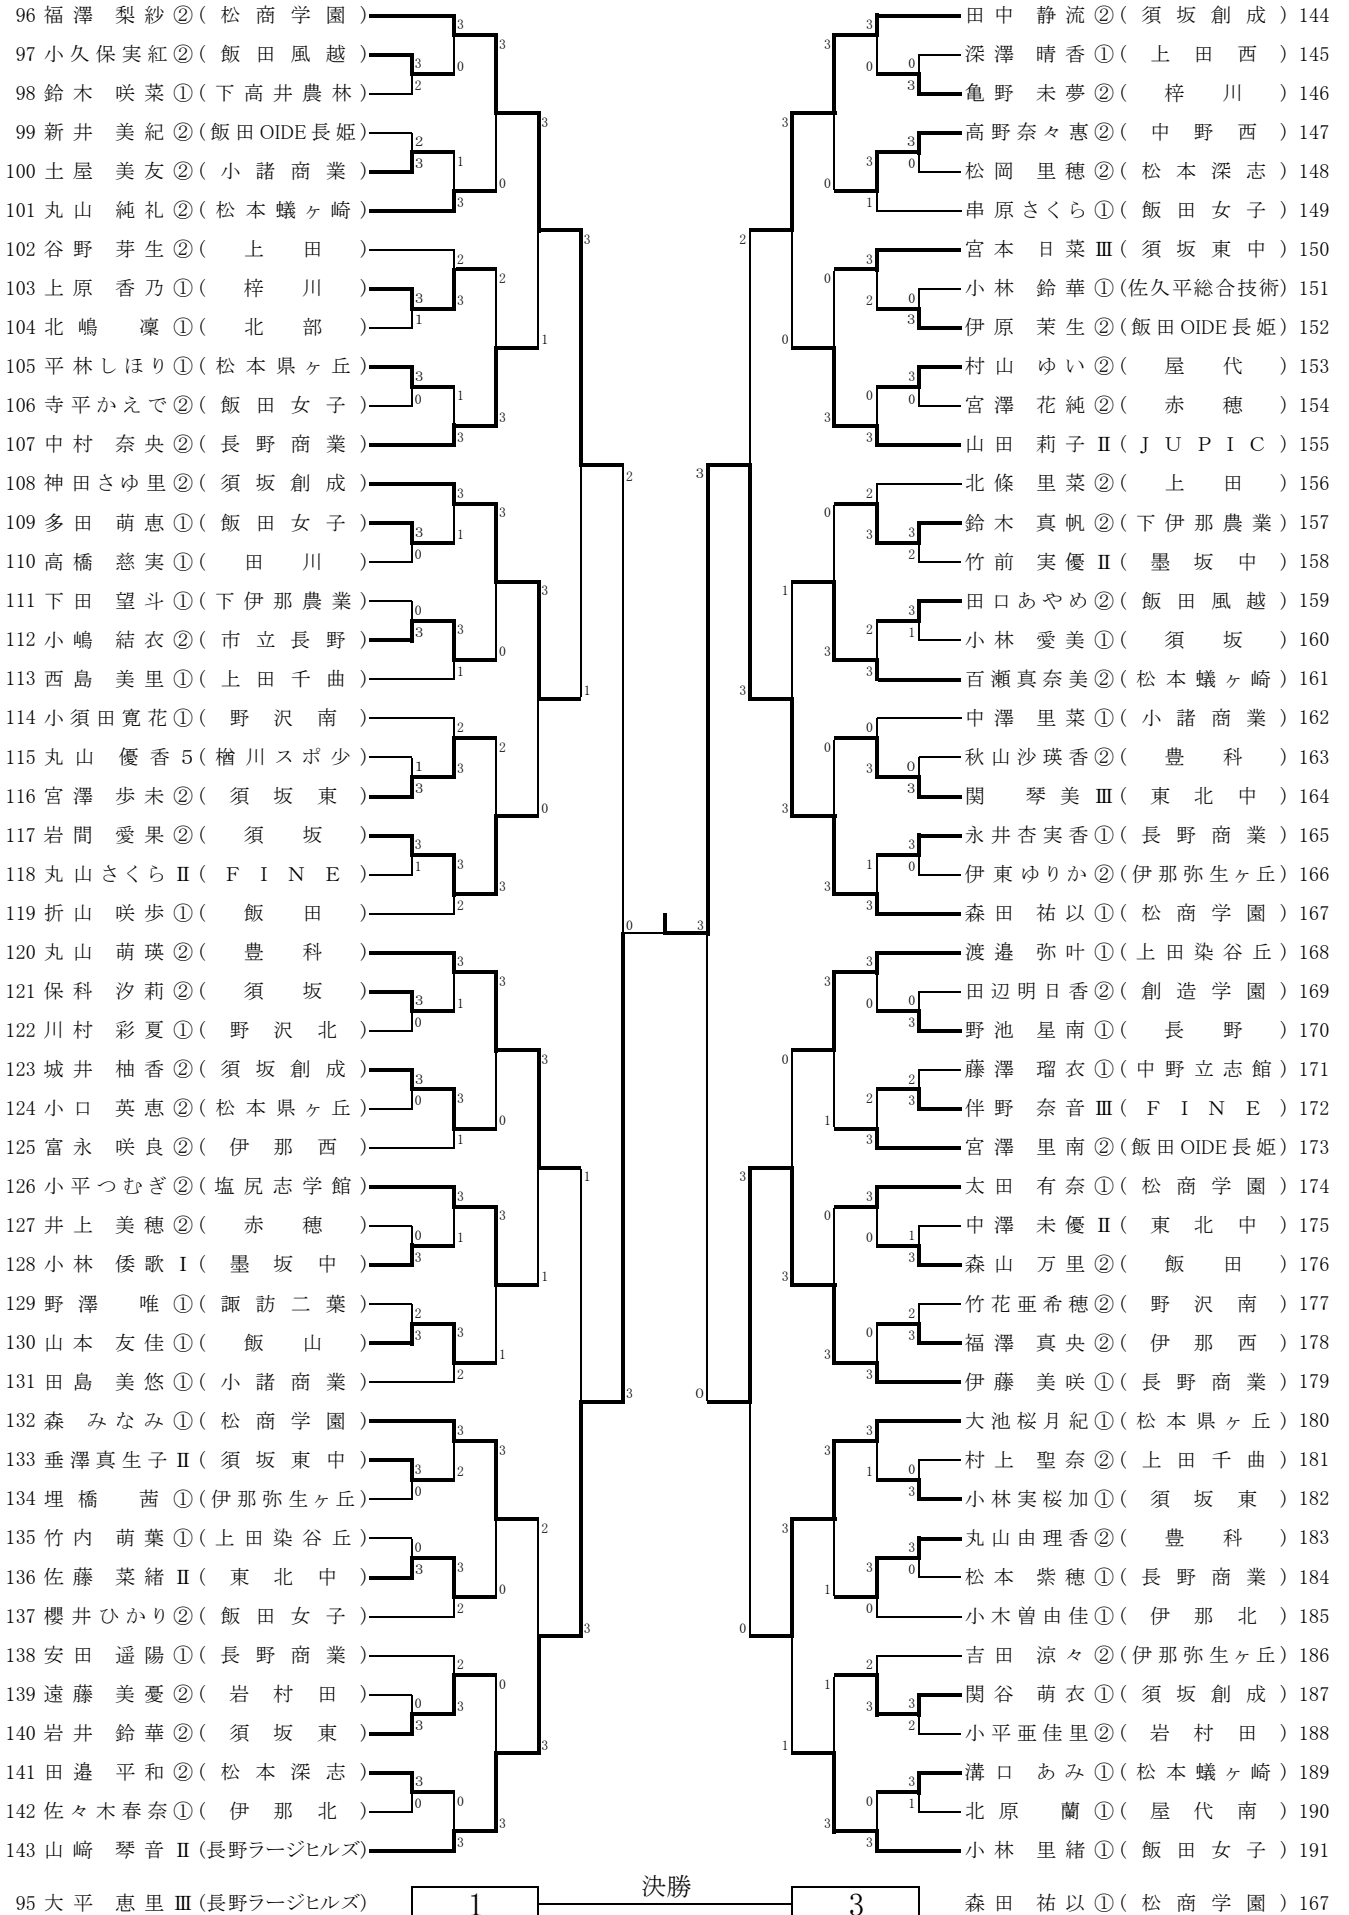 96 福澤 梨紗 ② ( 松商学園 )
97 小久保実紅 ② ( 飯田風越 )
98 鈴木 咲菜 ① ( 下高井農林 )
99 新井 美紀 ② (飯田OIDE長姫)
100 土屋 美友 ② ( 小諸商業 )
101 丸山 純礼 ② ( 松本蟻ヶ崎 )
102 谷野 芽生 ② ( 上田 )
103 上原 香乃 ① ( 梓川 )
104 北嶋 凜 ① ( 北部 )
105 平林しほり ① ( 松本県ヶ丘 )
106 寺平かえで ② ( 飯田女子 )
107 中村 奈央 ② ( 長野商業 )
108 神田さゆ里 ② ( 須坂創成 )
109 多田 萌恵 ① ( 飯田女子 )
110 高橋 慈実 ① ( 田川 )
111 下田 望斗 ① ( 下伊那農業 )
112 小嶋 結衣 ② ( 市立長野 )
113 西島 美里 ① ( 上田千曲 )
114 小須田寛花 ① ( 野沢南 )
115 丸山 優香 5 ( 楢川スポ少 )
116 宮澤 歩未 ② ( 須坂東 )
117 岩間 愛果 ② ( 須坂 )
118 丸山さくら Ⅱ ( FINE )
119 折山 咲歩 ① ( 飯田 )
120 丸山 萌瑛 ② ( 豊科 )
121 保科 汐莉 ② ( 須坂 )
122 川村 彩夏 ① ( 野沢北 )
123 城井 柚香 ② ( 須坂創成 )
124 小口 英恵 ② ( 松本県ヶ丘 )
125 富永 咲良 ② ( 伊那西 )
126 小平つむぎ ② ( 塩尻志学館 )
127 井上 美穂 ② ( 赤穂 )
128 小林 倭歌 Ⅰ ( 墨坂中 )
129 野澤 唯 ① ( 諏訪二葉 )
130 山本 友佳 ① ( 飯山 )
131 田島 美悠 ① ( 小諸商業 )
132 森 みなみ ① ( 松商学園 )
133 垂澤真生子 Ⅱ ( 須坂東中 )
134 埋橋 茜 ① (伊那弥生ヶ丘)
135 竹内 萌葉 ① ( 上田染谷丘 )
136 佐藤 菜緒 Ⅱ ( 東北中 )
137 櫻井ひかり ② ( 飯田女子 )
138 安田 遥陽 ① ( 長野商業 )
139 遠藤 美憂 ② ( 岩村田 )
140 岩井 鈴華 ② ( 須坂東 )
141 田邉 平和 ② ( 松本深志 )
142 佐々木春奈 ① ( 伊那北 )
143 山﨑 琴音 Ⅱ (長野ラージヒルズ)
田中 静流 ② ( 須坂創成 ) 144
深澤 晴香 ① ( 上田西 ) 145
亀野 未夢 ② ( 梓川 ) 146
高野奈々惠 ② ( 中野西 ) 147
松岡 里穂 ② ( 松本深志 ) 148
串原さくら ① ( 飯田女子 ) 149
宮本 日菜 Ⅲ ( 須坂東中 ) 150
小林 鈴華 ① (佐久平総合技術) 151
伊原 茉生 ② (飯田OIDE長姫) 152
村山 ゆい ② ( 屋代 ) 153
宮澤 花純 ② ( 赤穂 ) 154
山田 莉子 Ⅱ ( JUPIC ) 155
北條 里菜 ② ( 上田 ) 156
鈴木 真帆 ② ( 下伊那農業 ) 157
竹前 実優 Ⅱ ( 墨坂中 ) 158
田口あやめ ② ( 飯田風越 ) 159
小林 愛美 ① ( 須坂 ) 160
百瀬真奈美 ② ( 松本蟻ヶ崎 ) 161
中澤 里菜 ① ( 小諸商業 ) 162
秋山沙瑛香 ② ( 豊科 ) 163
関 琴美 Ⅲ ( 東北中 ) 164
永井杏実香 ① ( 長野商業 ) 165
伊東ゆりか ② (伊那弥生ヶ丘) 166
森田 祐以 ① ( 松商学園 ) 167
渡邉 弥叶 ① ( 上田染谷丘 ) 168
田辺明日香 ② ( 創造学園 ) 169
野池 星南 ① ( 長野 ) 170
藤澤 瑠衣 ① ( 中野立志館 ) 171
伴野 奈音 Ⅲ ( FINE ) 172
宮澤 里南 ② (飯田OIDE長姫) 173
太田 有奈 ① ( 松商学園 ) 174
中澤 未優 Ⅱ ( 東北中 ) 175
森山 万里 ② ( 飯田 ) 176
竹花亜希穂 ② ( 野沢南 ) 177
福澤 真央 ② ( 伊那西 ) 178
伊藤 美咲 ① ( 長野商業 ) 179
大池桜月紀 ① ( 松本県ヶ丘 ) 180
村上 聖奈 ② ( 上田千曲 ) 181
小林実桜加 ① ( 須坂東 ) 182
丸山由理香 ② ( 豊科 ) 183
松本 紫穂 ① ( 長野商業 ) 184
小木曽由佳 ① ( 伊那北 ) 185
吉田 涼々 ② (伊那弥生ヶ丘) 186
関谷 萌衣 ① ( 須坂創成 ) 187
小平亜佳里 ② ( 岩村田 ) 188
溝口 あみ ① ( 松本蟻ヶ崎 ) 189
北原 蘭 ① ( 屋代南 ) 190
小林 里緒 ① ( 飯田女子 ) 191
決勝
95 大平 恵里 Ⅲ (長野ラージヒルズ) 1 3 森田 祐以 ① ( 松商学園 ) 167